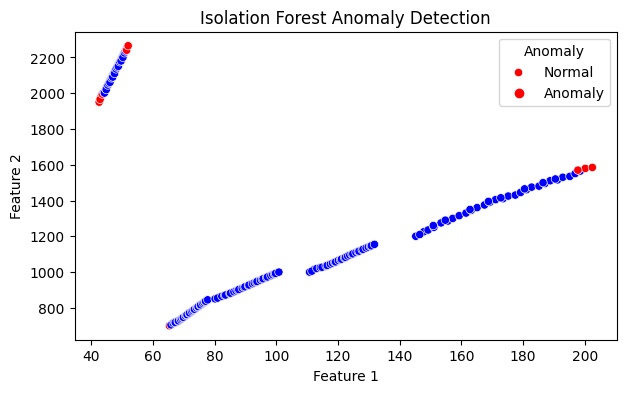 Isolation Forest Anomaly Detection
Anomaly
Normal
Anomaly
2200
2000
1800
1600
1400
1200
1000
800
Feature 2
40 60 80 100 120 140 160 180 200
Feature 1